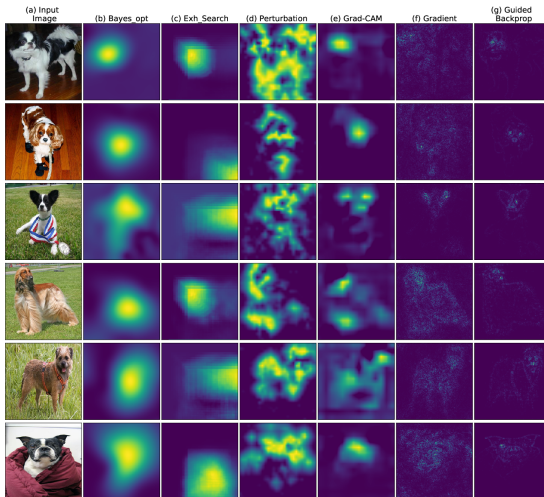 (a) Input
Image
(b) Bayes_opt
(c) Exh_Search
(d) Perturbation
(e) Grad-CAM
(f) Gradient
(g) Guided
Backprop